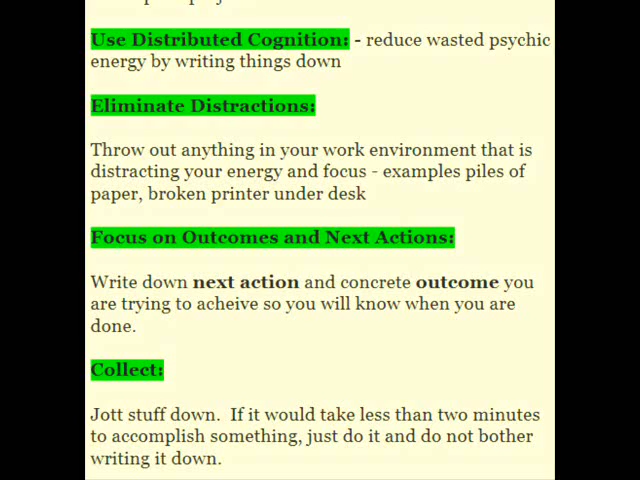 Use Distributed Cognition: - reduce wasted psychic
energy by writing things down
Eliminate Distractions:
Throw out anything in your work environment that is
distracting your energy and focus - examples piles of
paper, broken printer under desk
Focus on Outcomes and Next Actions:
Write down next action and concrete outcome you
are trying to acheive so you will know when you are
done.
Collect:
Jott stuff down.  If it would take less than two minutes
to accomplish something, just do it and do not bother
writing it down.